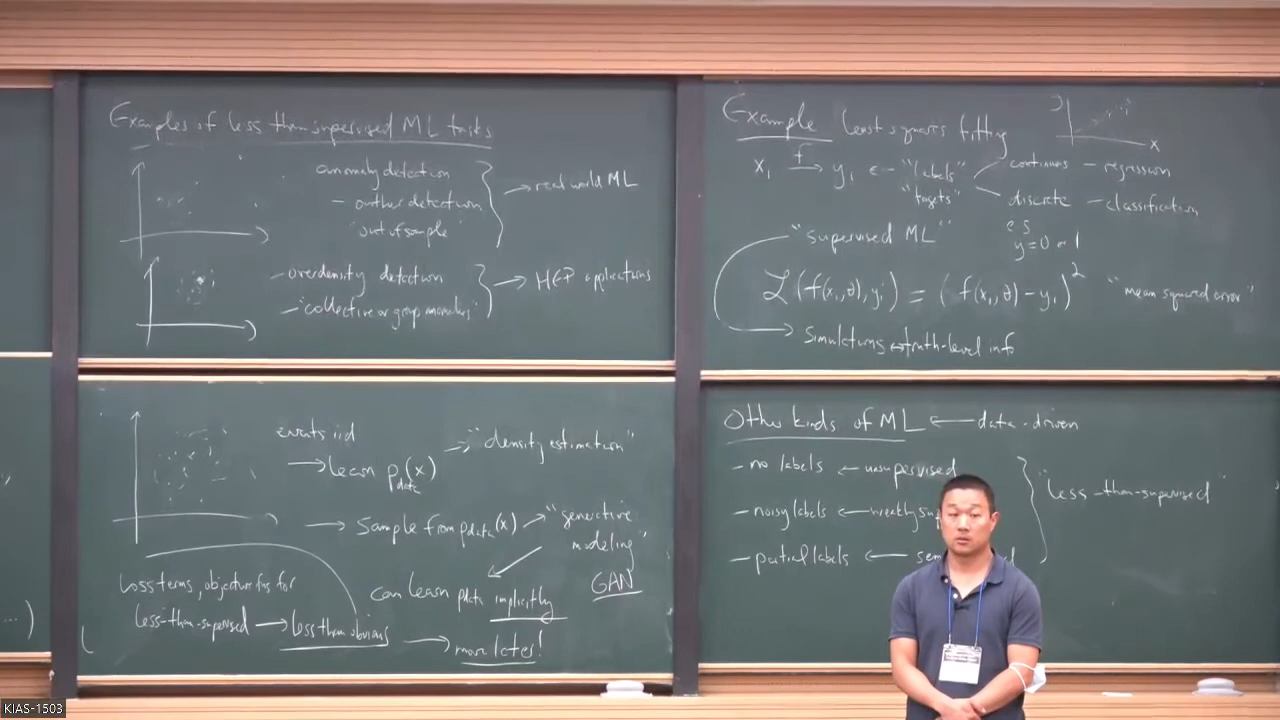 Examples of less than supervised ML tasks
anomaly detection
- outlier detection
"out of sample"
→ real world ML
- overdensity detection
- "collective or group anomalies"
→ HEP applications
events iid
→ learn p_data(x)
→ "density estimation"
→ sample from p_data(x) → "generative modeling"
GAN
can learn p_data implicitly
Loss terms, objective fns for
less-than-supervised → less than obvious → more later!
Example Least squares fitting
x
x_i f→ y_i ← "labels"
"targets"
continuous - regression
discrete - classification
e.g.
y=0 or 1
"supervised ML"
L(f(x_i,θ), y_i) = (f(x_i,θ) - y_i)^2 "mean squared error"
→ simulations ↔ truth-level info
Other kinds of ML ← data-driven
- no labels ← unsupervised
- noisy labels ← weakly
- partial labels ←
"less-than-supervised"
...)
KIAS-1503